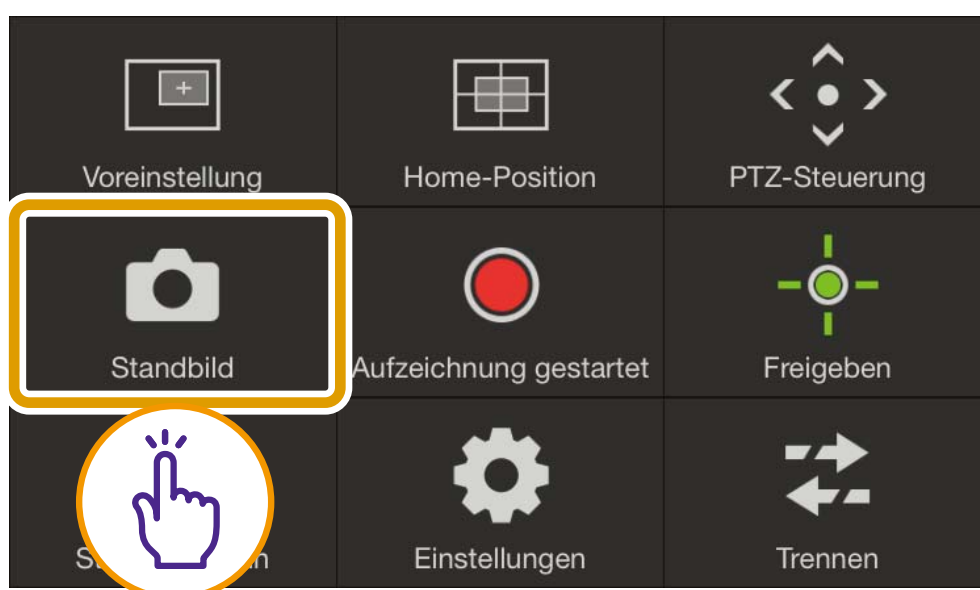 Voreinstellung
Home-Position
PTZ-Steuerung
Standbild
Aufzeichnung gestartet
Freigeben
Einstellungen
Trennen